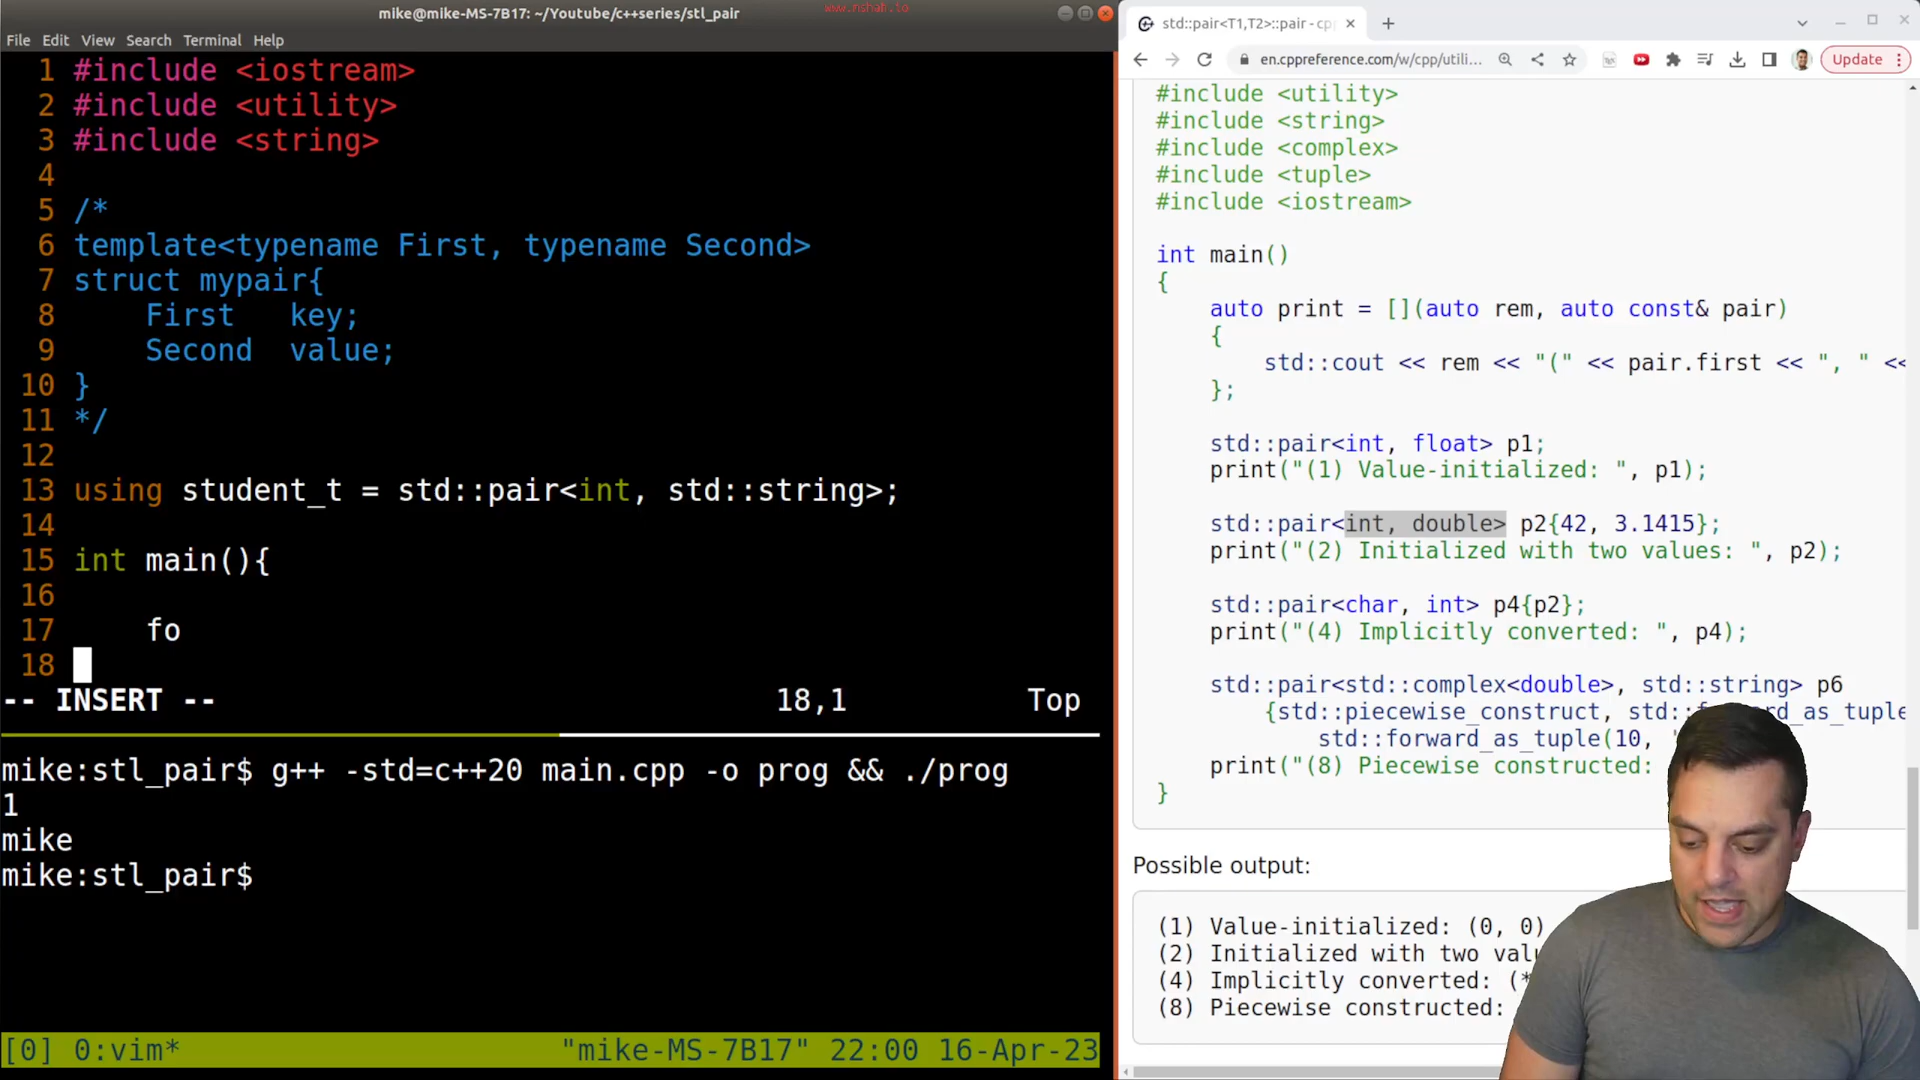 mike@mike-MS-7B17: ~/Youtube/c++series/stl_pair
www.mshah.io
File Edit View Search Terminal Help
1 #include <iostream>
2 #include <utility>
3 #include <string>
4
5 /*
6 template<typename First, typename Second>
7 struct mypair{
8 First key;
9 Second value;
10 }
11 */
12
13 using student_t = std::pair<int, std::string>;
14
15 int main(){
16
17 fo
18
-- INSERT -- 18,1 Top
mike:stl_pair$ g++ -std=c++20 main.cpp -o prog && ./prog
1
mike
mike:stl_pair$
[0] 0:vim* "mike-MS-7B17" 22:00 16-Apr-23
std::pair<T1,T2>::pair - cpp
en.cppreference.com/w/cpp/utili...
Update
#include <utility>
#include <string>
#include <complex>
#include <tuple>
#include <iostream>
int main()
{
auto print = [](auto rem, auto const& pair)
{
std::cout << rem << "(" << pair.first << ", " <<
};
std::pair<int, float> p1;
print("(1) Value-initialized: ", p1);
std::pair<int, double> p2{42, 3.1415};
print("(2) Initialized with two values: ", p2);
std::pair<char, int> p4{p2};
print("(4) Implicitly converted: ", p4);
std::pair<std::complex<double>, std::string> p6
{std::piecewise_construct, std::forward_as_tuple
std::forward_as_tuple(10, '
print("(8) Piecewise constructed:
}
Possible output:
(1) Value-initialized: (0, 0)
(2) Initialized with two valu
(4) Implicitly converted: (*
(8) Piecewise constructed: